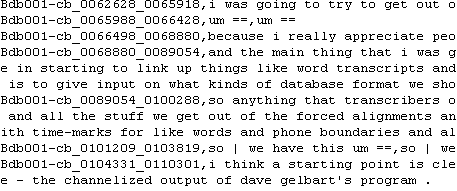 Bdb001-cb_0062628_0065918,i was going to try to get out o
Bdb001-cb_0065988_0066428,um ==,um ==
Bdb001-cb_0066498_0068880,because i really appreciate peo
Bdb001-cb_0068880_0089054,and the main thing that i was g
e in starting to link up things like word transcripts and
is to give input on what kinds of database format we sho
Bdb001-cb_0089054_0100288,so anything that transcribers o
and all the stuff we get out of the forced alignments an
ith time-marks for like words and phone boundaries and al
Bdb001-cb_0101209_0103819,so | we have this um ==,so | we
Bdb001-cb_0104331_0110301,i think a starting point is cle
e - the channelized output of dave gelbart's program .